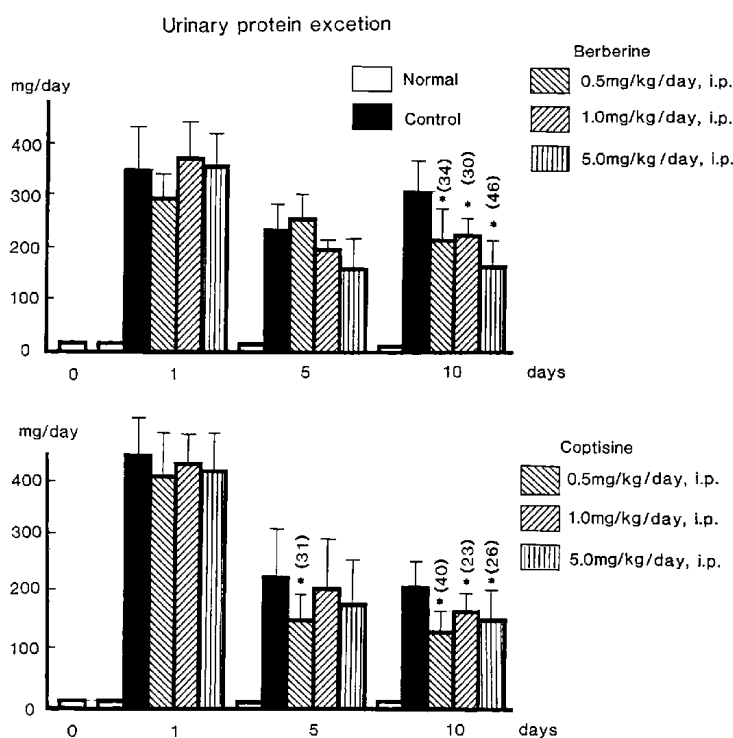 Urinary protein excetion
mg/day
Normal
Control
Berberine
0.5mg/kg/day, i.p.
1.0mg/kg/day, i.p.
5.0mg/kg/day, i.p.
400
300
200
100
0
*(34)
*(30)
*(46)
0 1 5 10 days
mg/day
Coptisine
0.5mg/kg/day, i.p.
1.0mg/kg/day, i.p.
5.0mg/kg/day, i.p.
400
300
200
100
0
*(31)
*(40)
*(23)
*(26)
0 1 5 10 days